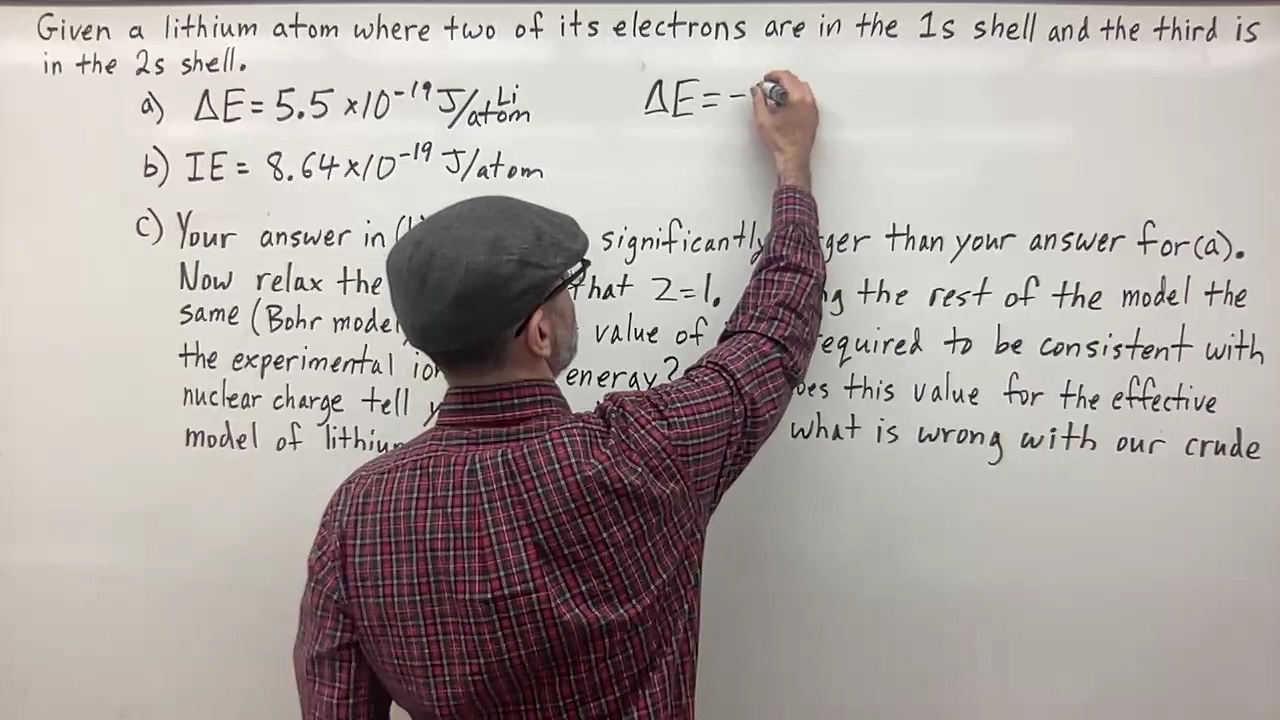 Given a lithium atom where two of its electrons are in the 1s shell and the third is
in the 2s shell.
a) ΔE = 5.5 ×10⁻¹⁹ J/atom Li
ΔE = -
b) IE = 8.64×10⁻¹⁹ J/atom
c) Your answer in significantly than your answer for (a).
Now relax the that Z=1. the rest of the model the
same (Bohr value of required to be consistent with
the experimental energy? this value for the effective
nuclear charge tell what is wrong with our crude
model of lithium